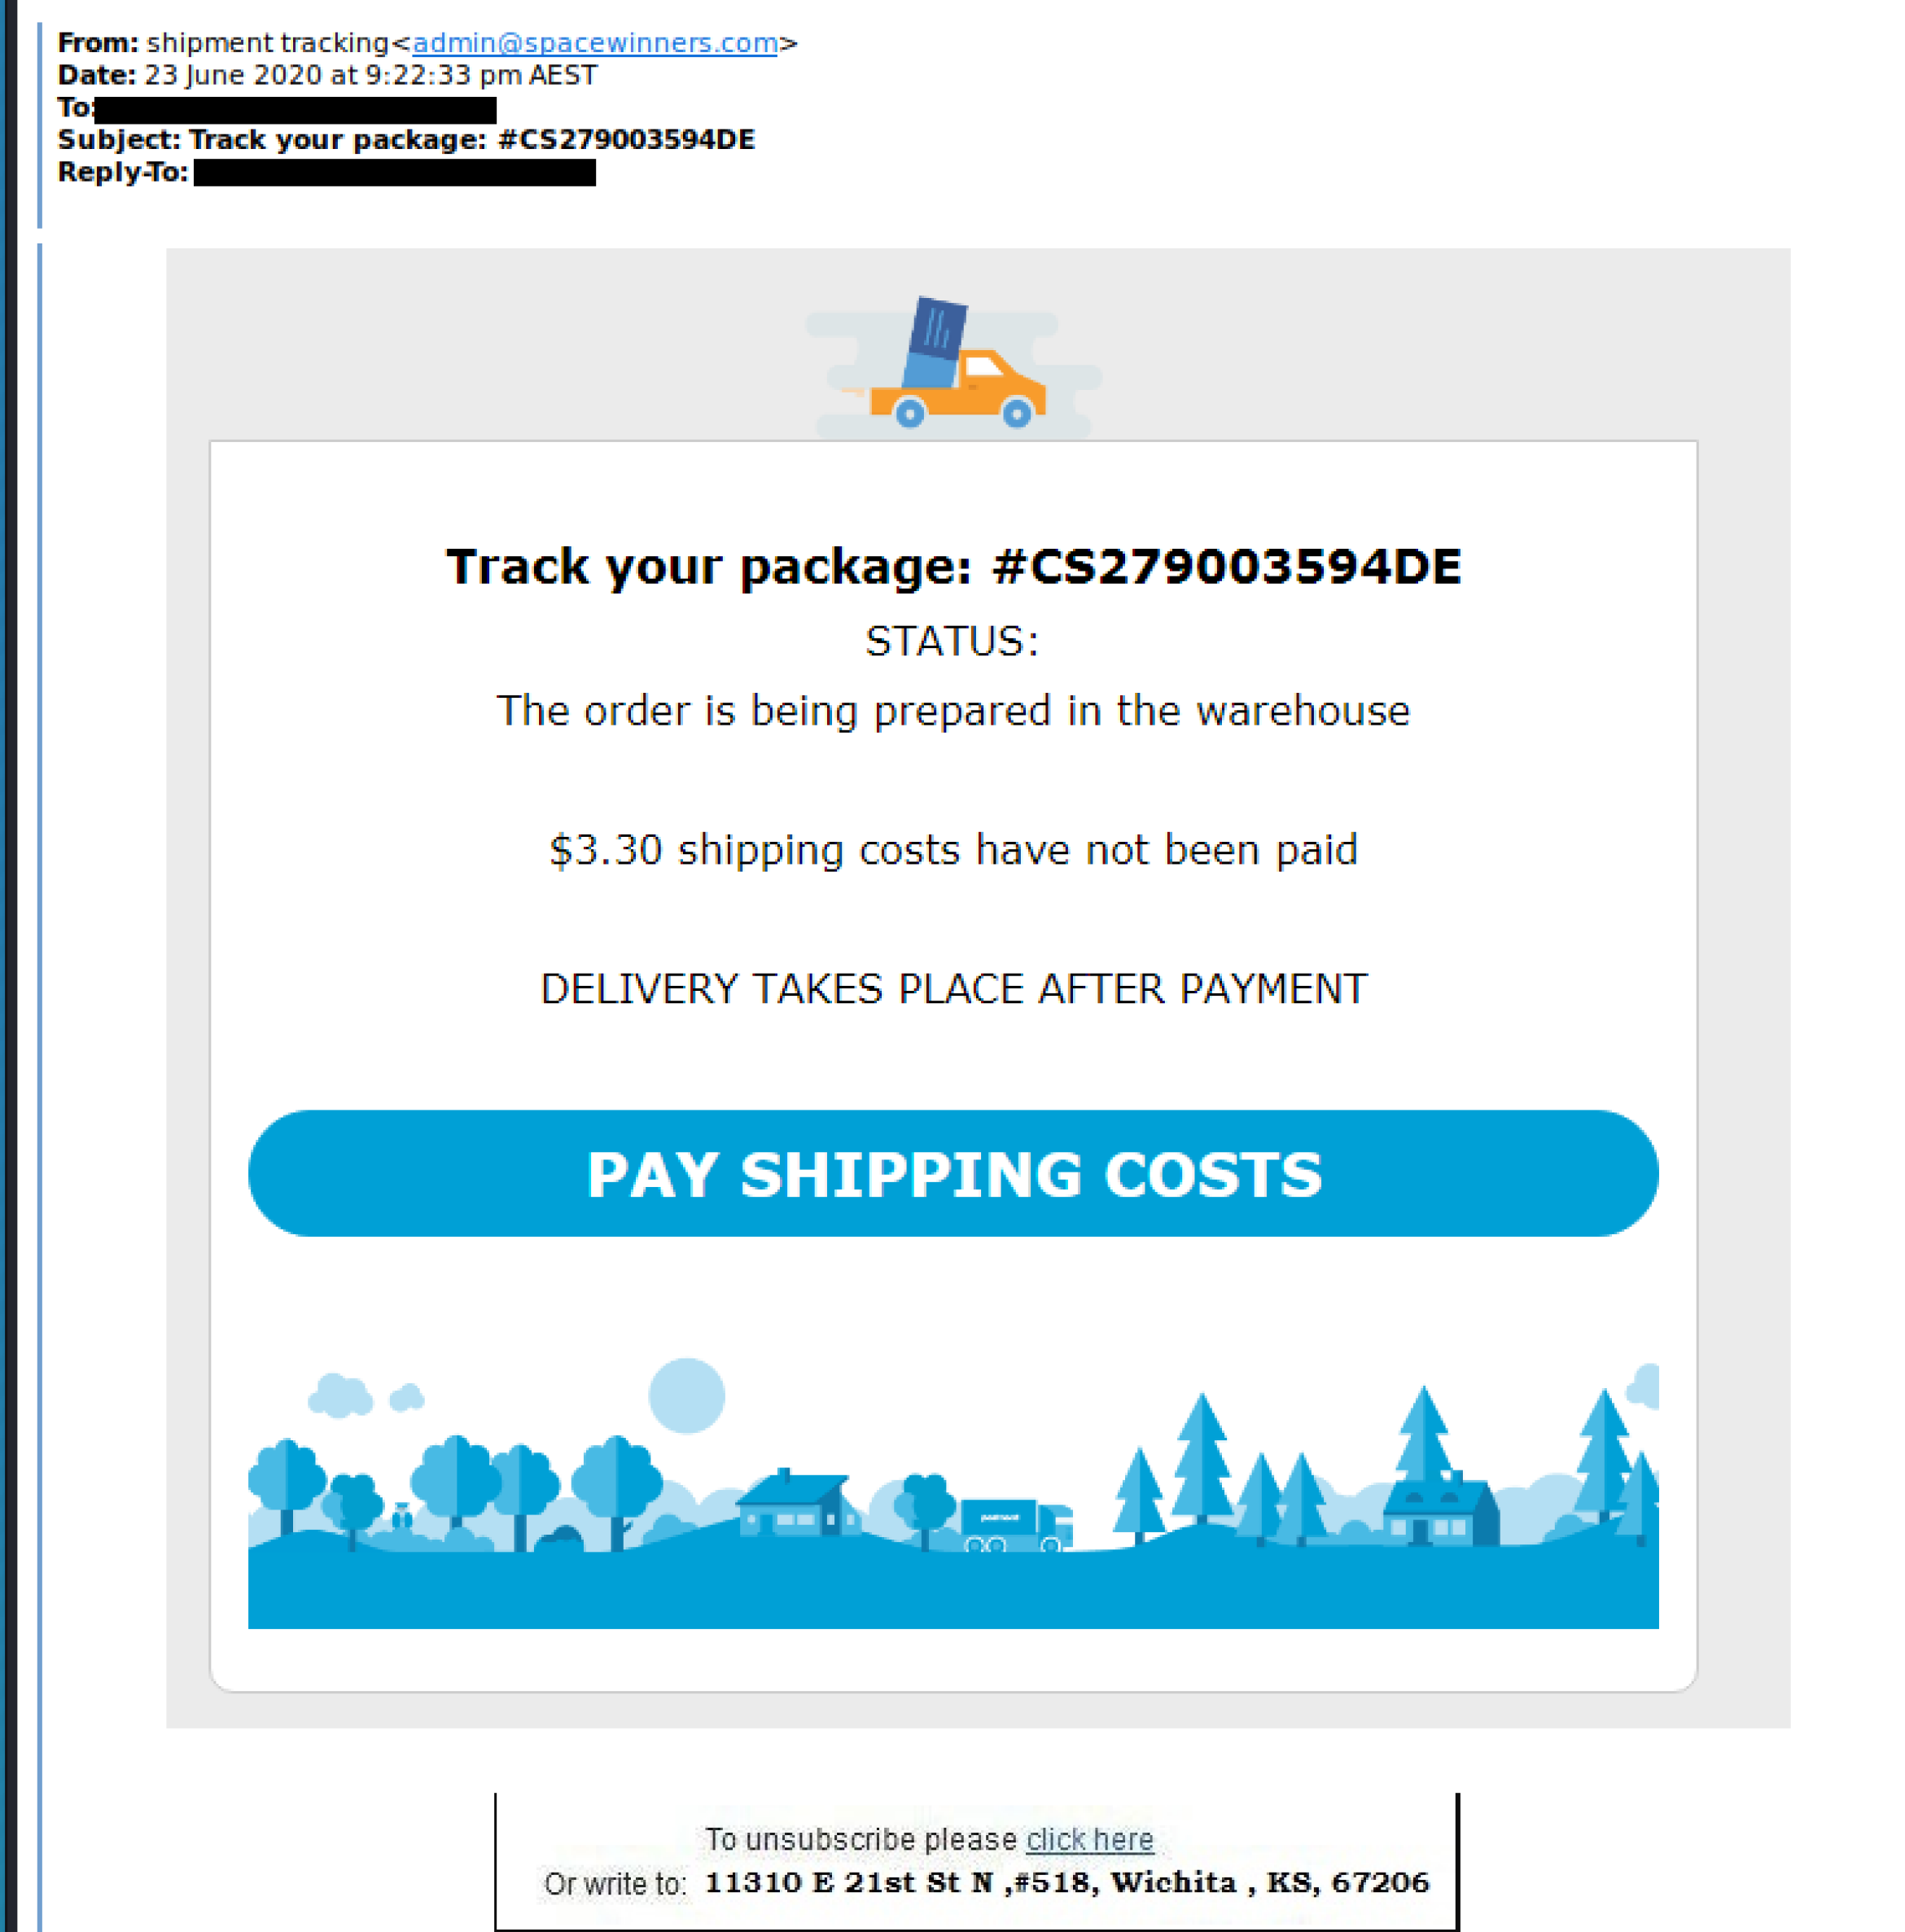 From: shipment tracking<admin@spacewinners.com>
Date: 23 June 2020 at 9:22:33 pm AEST
To:
Subject: Track your package: #CS279003594DE
Reply-To:
Track your package: #CS279003594DE
STATUS:
The order is being prepared in the warehouse
$3.30 shipping costs have not been paid
DELIVERY TAKES PLACE AFTER PAYMENT
PAY SHIPPING COSTS
To unsubscribe please click here
Or write to: 11310 E 21st St N ,#518, Wichita , KS, 67206